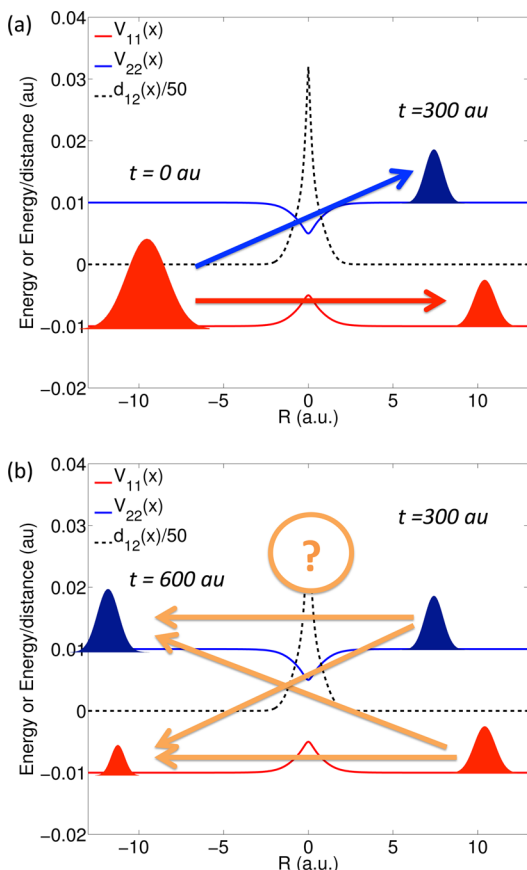 (a)
V11(x)
V22(x)
d12(x)/50
t = 0 au
t =300 au
Energy or Energy/distance (au)
0.04
0.03
0.02
0.01
0
−0.01
−0.02
−10
−5
0
5
10
R (a.u.)
(b)
V11(x)
V22(x)
d12(x)/50
t = 600 au
t =300 au
?
Energy or Energy/distance (au)
0.04
0.03
0.02
0.01
0
−0.01
−0.02
−10
−5
0
5
10
R (a.u.)